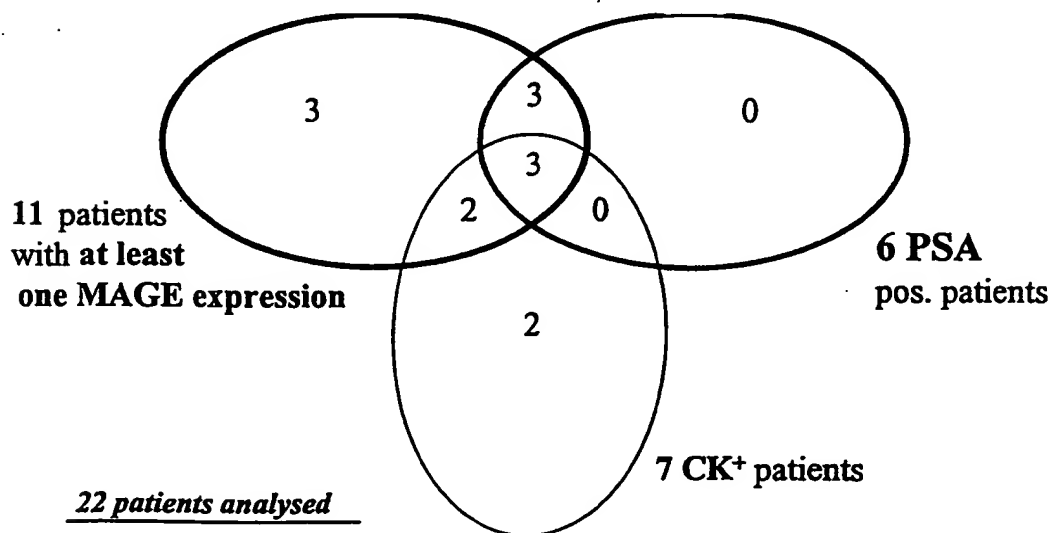 3
3
0
3
2
0
11 patients
with at least
one MAGE expression
6 PSA
pos. patients
2
7 CK⁺ patients
22 patients analysed